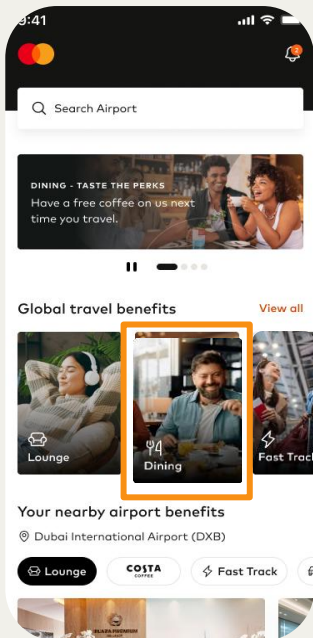 9:41
2
Search Airport
DINING - TASTE THE PERKS
Have a free coffee on us next
time you travel.
Global travel benefits
View all
Lounge
Dining
Fast Trac
Your nearby airport benefits
Dubai International Airport (DXB)
Lounge
COSTA
COFFEE
Fast Track